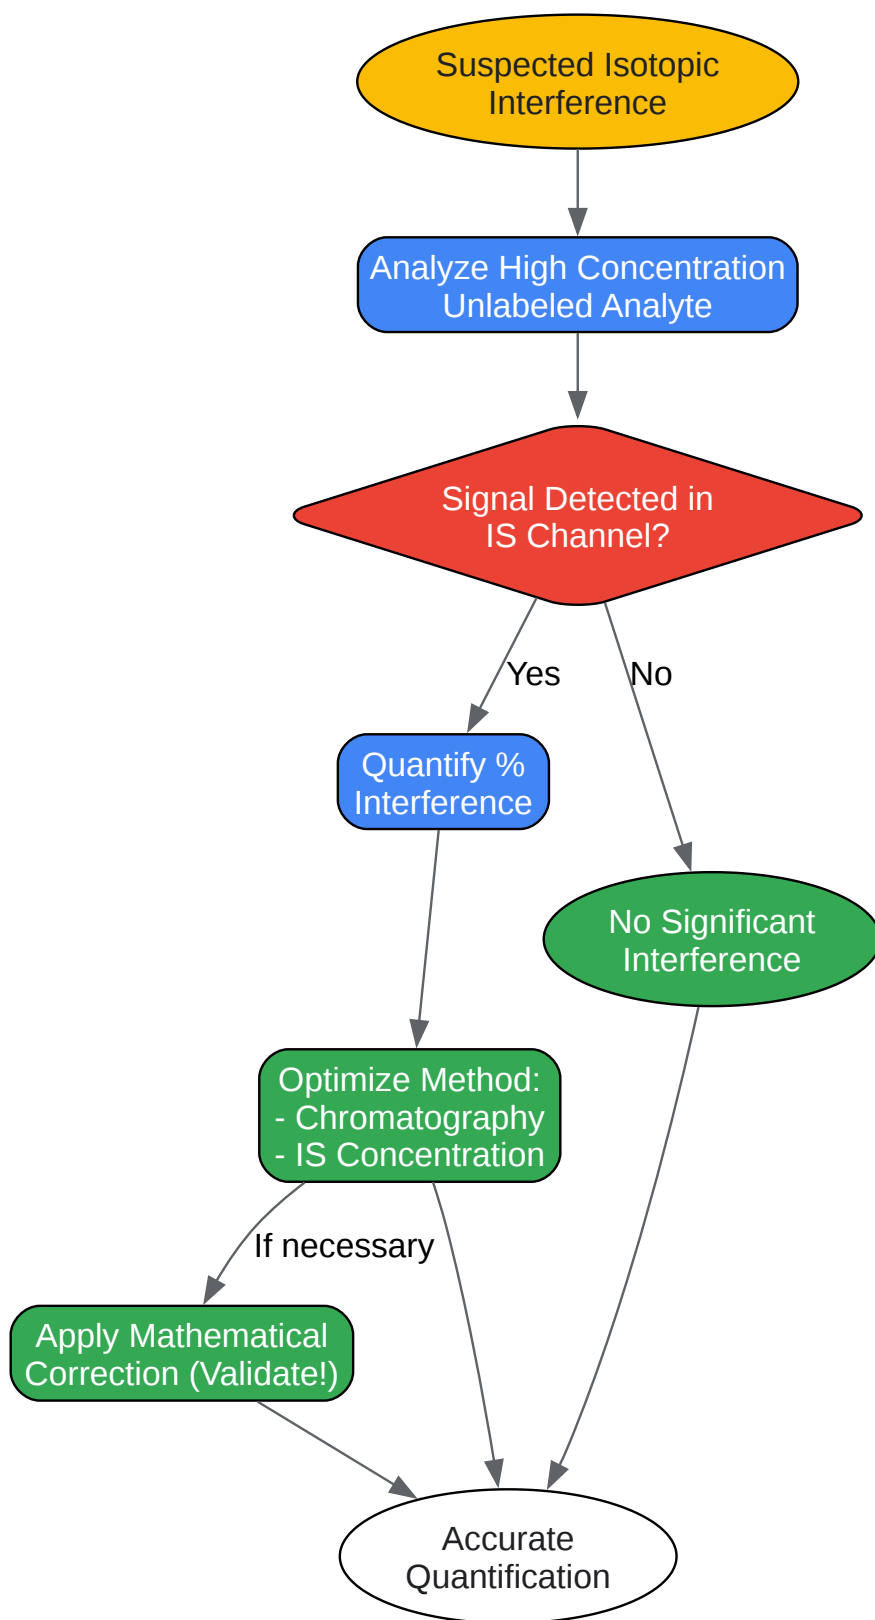 Suspected Isotopic
Interference
Analyze High Concentration
Unlabeled Analyte
Signal Detected in
IS Channel?
Yes
No
Quantify %
Interference
No Significant
Interference
Optimize Method:
- Chromatography
- IS Concentration
If necessary
Apply Mathematical
Correction (Validate!)
Accurate
Quantification